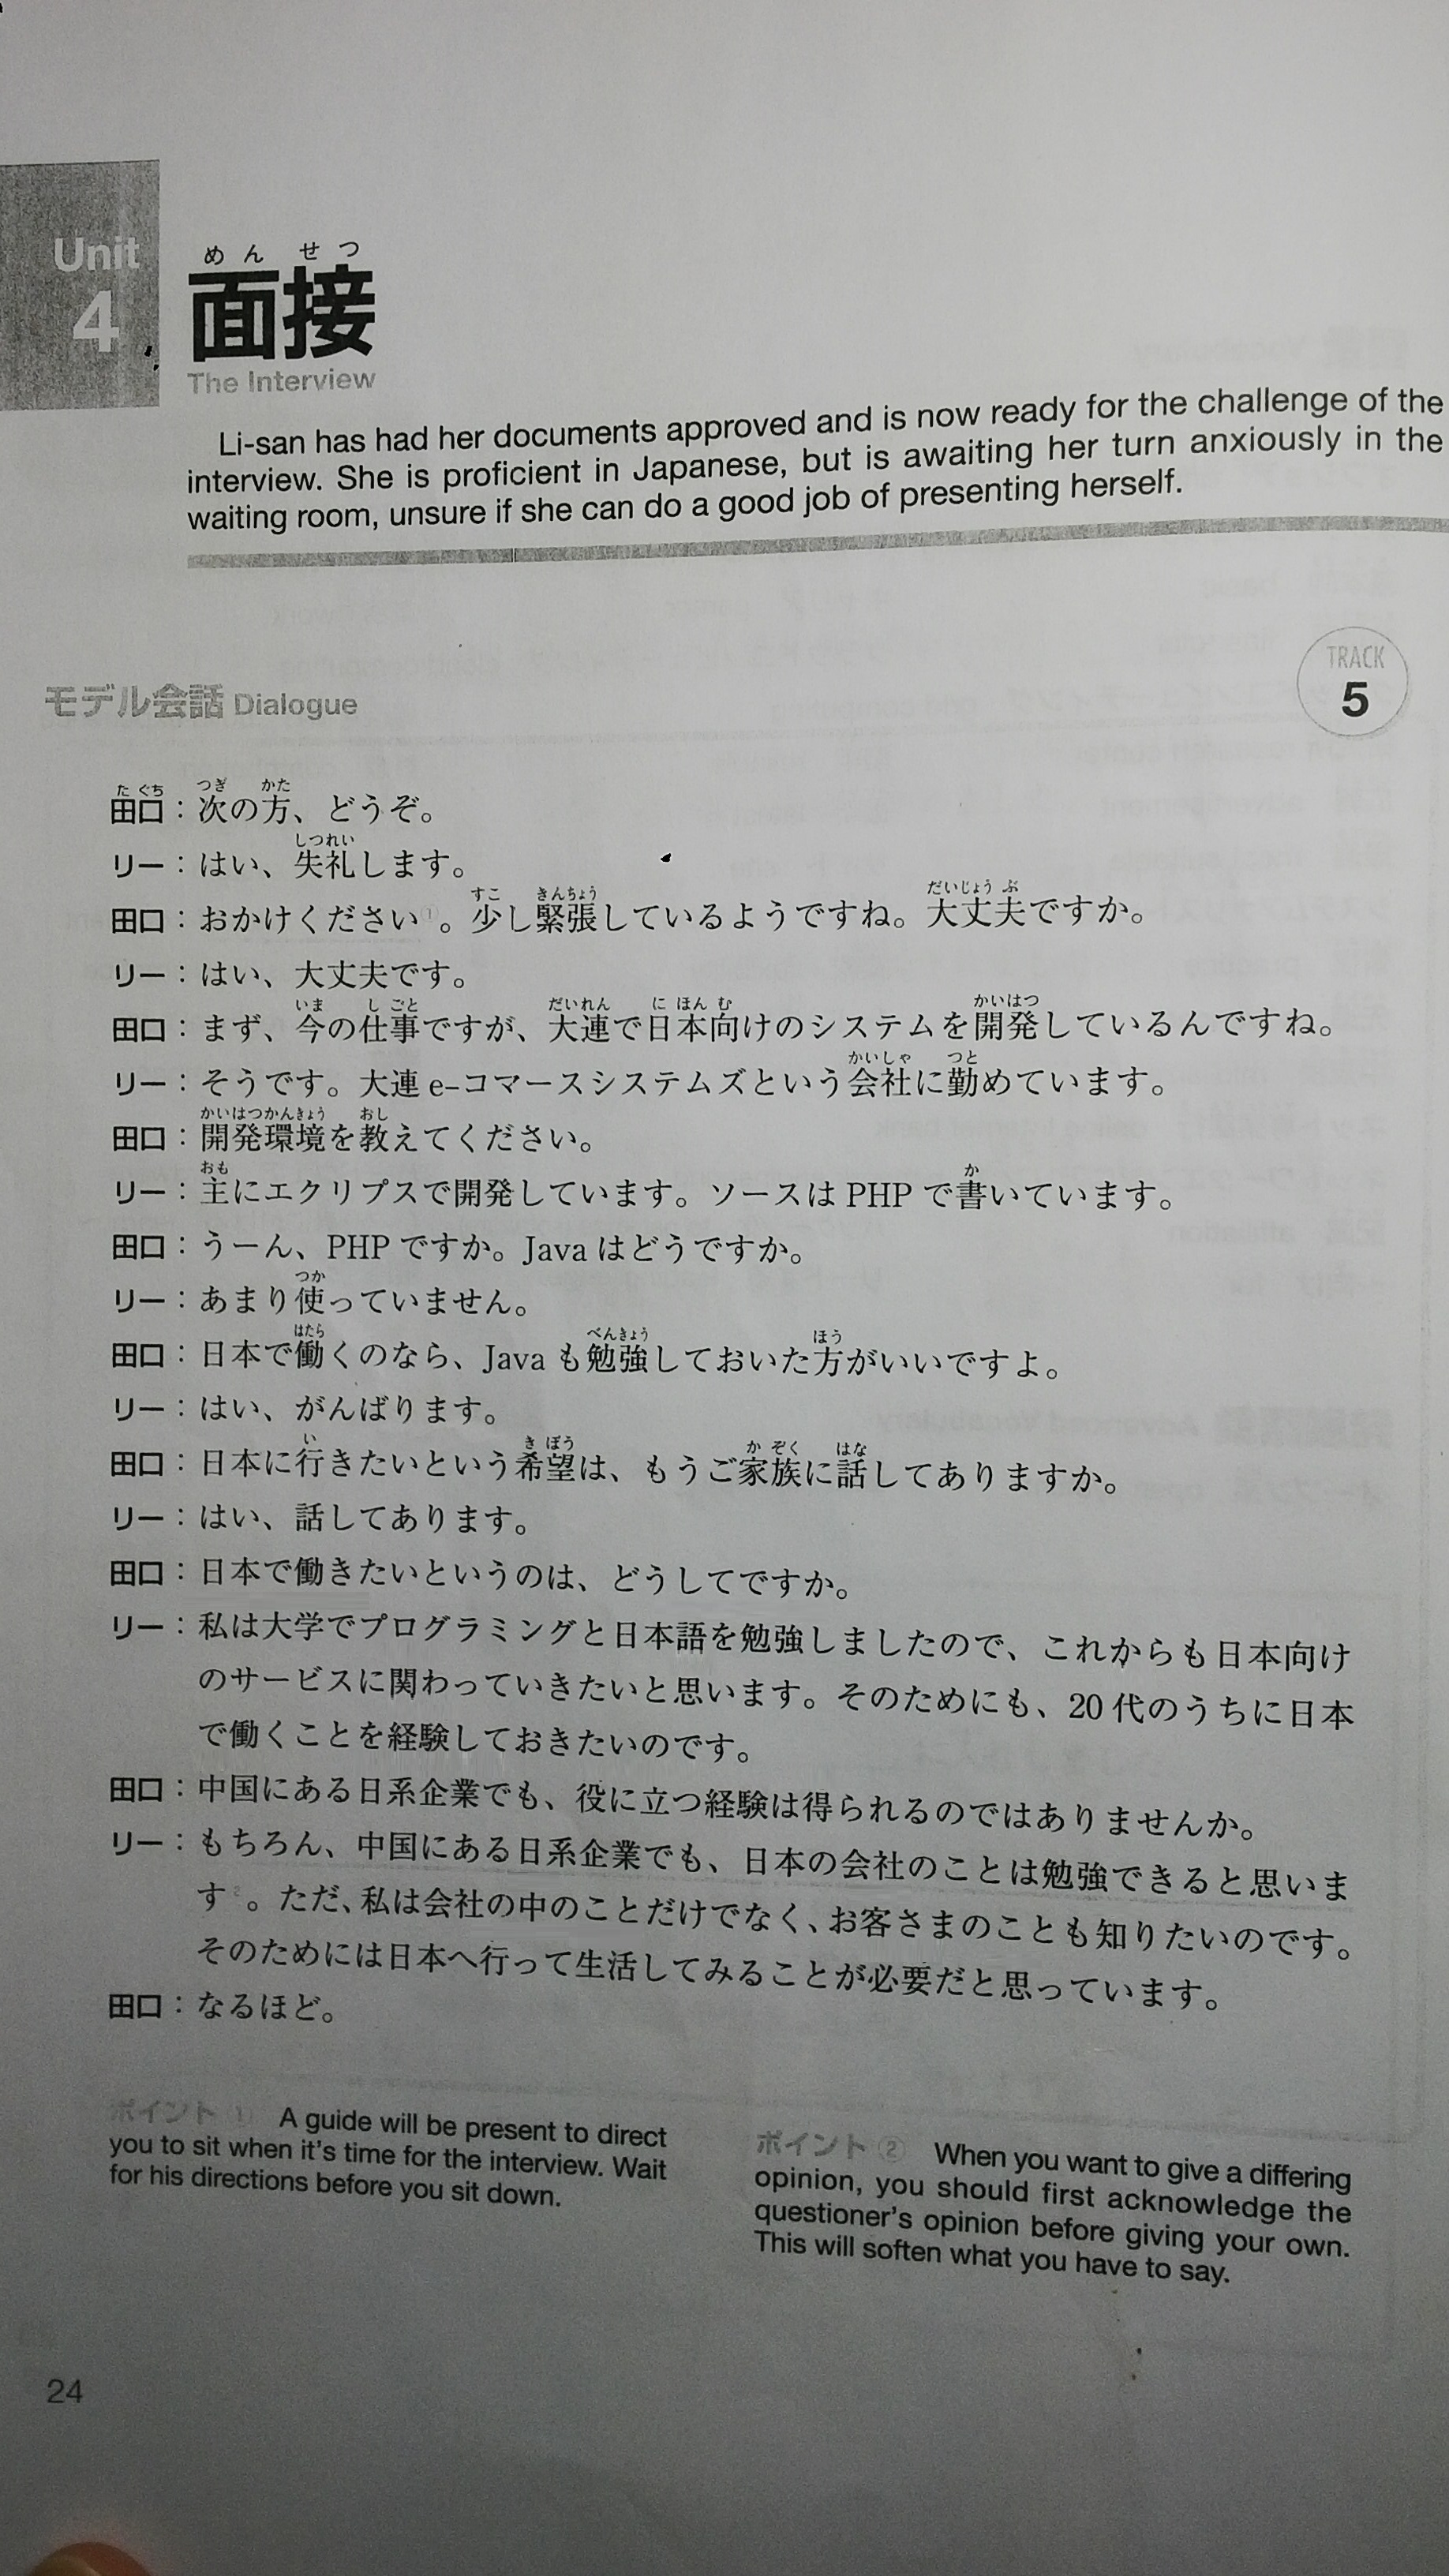 Unit
4
めんせつ
面接
The Interview
Li-san has had her documents approved and is now ready for the challenge of the
interview. She is proficient in Japanese, but is awaiting her turn anxiously in the
waiting room, unsure if she can do a good job of presenting herself.
TRACK
5
モデル会話 Dialogue
たぐち つぎ かた
田口：次の方、どうぞ。
しつれい
リー：はい、失礼します。
すこ きんちょう だいじょうぶ
田口：おかけください①。少し緊張しているようですね。大丈夫ですか。
リー：はい、大丈夫です。
いま しごと だいれん にほんむ かいはつ
田口：まず、今の仕事ですが、大連で日本向けのシステムを開発しているんですね。
かいしゃ つと
リー：そうです。大連 e-コマースシステムズという会社に勤めています。
かいはつかんきょう おし
田口：開発環境を教えてください。
おも か
リー：主にエクリプスで開発しています。ソースは PHP で書いています。
田口：うーん、PHP ですか。Java はどうですか。
つか
リー：あまり使っていません。
はたら べんきょう ほう
田口：日本で働くのなら、Java も勉強しておいた方がいいですよ。
リー：はい、がんばります。
い きぼう かぞく はな
田口：日本に行きたいという希望は、もうご家族に話してありますか。
リー：はい、話してあります。
田口：日本で働きたいというのは、どうしてですか。
リー：私は大学でプログラミングと日本語を勉強しましたので、これからも日本向け
のサービスに関わっていきたいと思います。そのためにも、20 代のうちに日本
で働くことを経験しておきたいのです。
田口：中国にある日系企業でも、役に立つ経験は得られるのではありませんか。
リー：もちろん、中国にある日系企業でも、日本の会社のことは勉強できると思いま
す②。ただ、私は会社の中のことだけでなく、お客さまのことも知りたいのです。
そのためには日本へ行って生活してみることが必要だと思っています。
田口：なるほど。
ポイント① A guide will be present to direct
you to sit when it's time for the interview. Wait
for his directions before you sit down.
ポイント② When you want to give a differing
opinion, you should first acknowledge the
questioner's opinion before giving your own.
This will soften what you have to say.
24